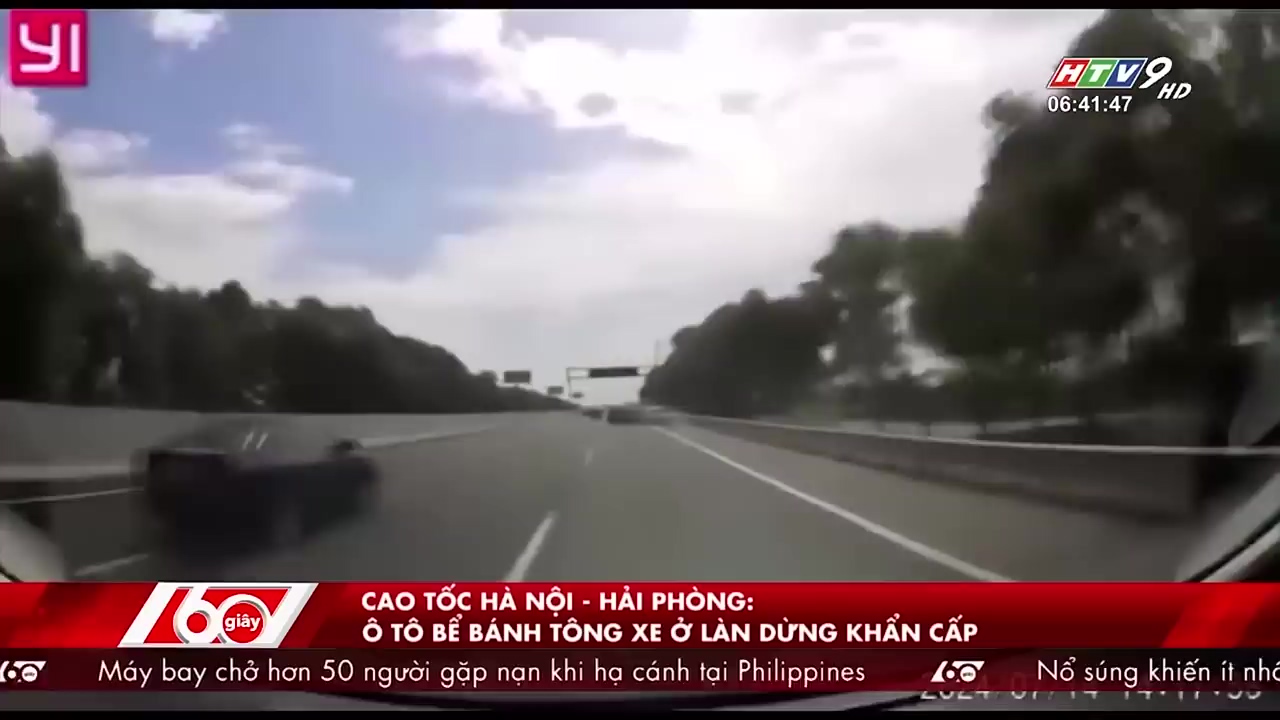 YI
HTV9 HD
06:41:47
60 giây
CAO TỐC HÀ NỘI - HẢI PHÒNG:
Ô TÔ BỂ BÁNH TÔNG XE Ở LÀN DỪNG KHẨN CẤP
60 Máy bay chở hơn 50 người gặp nạn khi hạ cánh tại Philippines 60 Nổ súng khiến ít